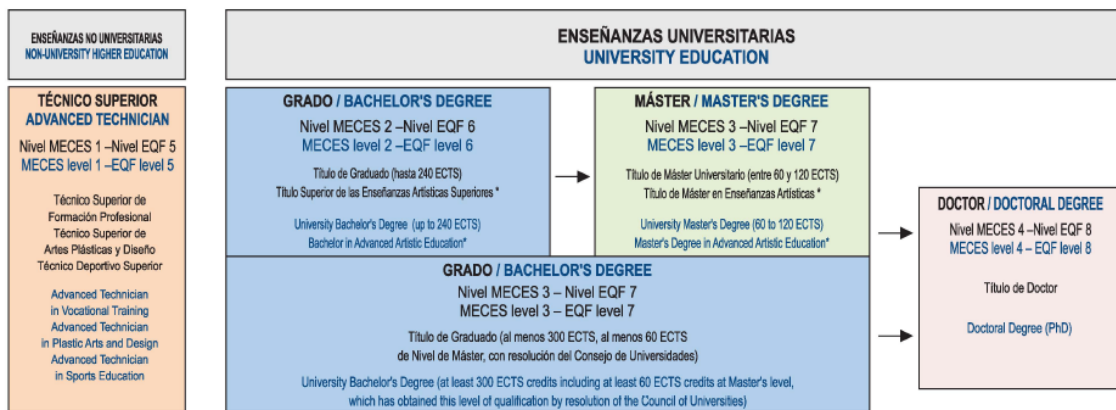 ENSEÑANZAS NO UNIVERSITARIAS
NON-UNIVERSITY HIGHER EDUCATION
ENSEÑANZAS UNIVERSITARIAS
UNIVERSITY EDUCATION
TÉCNICO SUPERIOR
ADVANCED TECHNICIAN
Nivel MECES 1 –Nivel EQF 5
MECES level 1 –EQF level 5
Técnico Superior de
Formación Profesional
Técnico Superior de
Artes Plásticas y Diseño
Técnico Deportivo Superior
Advanced Technician
in Vocational Training
Advanced Technician
in Plastic Arts and Design
Advanced Technician
in Sports Education
GRADO / BACHELOR'S DEGREE
Nivel MECES 2 –Nivel EQF 6
MECES level 2 –EQF level 6
Título de Graduado (hasta 240 ECTS)
Título Superior de las Enseñanzas Artísticas Superiores *
University Bachelor's Degree (up to 240 ECTS)
Bachelor in Advanced Artistic Education*
MÁSTER / MASTER'S DEGREE
Nivel MECES 3 –Nivel EQF 7
MECES level 3 –EQF level 7
Título de Máster Universitario (entre 60 y 120 ECTS)
Título de Máster en Enseñanzas Artísticas *
University Master's Degree (60 to 120 ECTS)
Master's Degree in Advanced Artistic Education*
GRADO / BACHELOR'S DEGREE
Nivel MECES 3 – Nivel EQF 7
MECES level 3 – EQF level 7
Título de Graduado (al menos 300 ECTS, al menos 60 ECTS
de Nivel de Máster, con resolución del Consejo de Universidades)
University Bachelor's Degree (at least 300 ECTS credits including at least 60 ECTS credits at Master's level,
which has obtained this level of qualification by resolution of the Council of Universities)
DOCTOR / DOCTORAL DEGREE
Nivel MECES 4 –Nivel EQF 8
MECES level 4 – EQF level 8
Título de Doctor
Doctoral Degree (PhD)